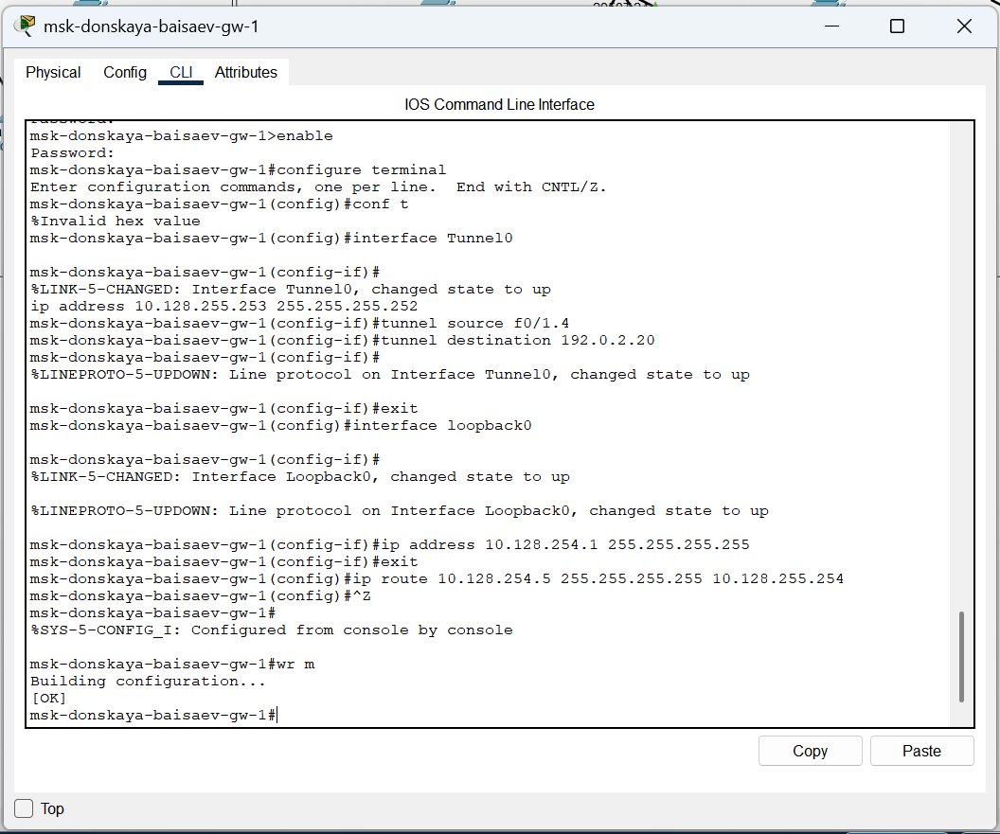 msk-donskaya-baisaev-gw-1
Physical Config CLI Attributes
IOS Command Line Interface
Password:
msk-donskaya-baisaev-gw-1>enable
Password:
msk-donskaya-baisaev-gw-1#configure terminal
Enter configuration commands, one per line.  End with CNTL/Z.
msk-donskaya-baisaev-gw-1(config)#conf t
%Invalid hex value
msk-donskaya-baisaev-gw-1(config)#interface Tunnel0
msk-donskaya-baisaev-gw-1(config-if)#
%LINK-5-CHANGED: Interface Tunnel0, changed state to up
ip address 10.128.255.253 255.255.255.252
msk-donskaya-baisaev-gw-1(config-if)#tunnel source f0/1.4
msk-donskaya-baisaev-gw-1(config-if)#tunnel destination 192.0.2.20
msk-donskaya-baisaev-gw-1(config-if)#
%LINEPROTO-5-UPDOWN: Line protocol on Interface Tunnel0, changed state to up
msk-donskaya-baisaev-gw-1(config-if)#exit
msk-donskaya-baisaev-gw-1(config)#interface loopback0
msk-donskaya-baisaev-gw-1(config-if)#
%LINK-5-CHANGED: Interface Loopback0, changed state to up
%LINEPROTO-5-UPDOWN: Line protocol on Interface Loopback0, changed state to up
msk-donskaya-baisaev-gw-1(config-if)#ip address 10.128.254.1 255.255.255.255
msk-donskaya-baisaev-gw-1(config-if)#exit
msk-donskaya-baisaev-gw-1(config)#ip route 10.128.254.5 255.255.255.255 10.128.255.254
msk-donskaya-baisaev-gw-1(config)#^Z
msk-donskaya-baisaev-gw-1#
%SYS-5-CONFIG_I: Configured from console by console
msk-donskaya-baisaev-gw-1#wr m
Building configuration...
[OK]
msk-donskaya-baisaev-gw-1#
Copy Paste
Top